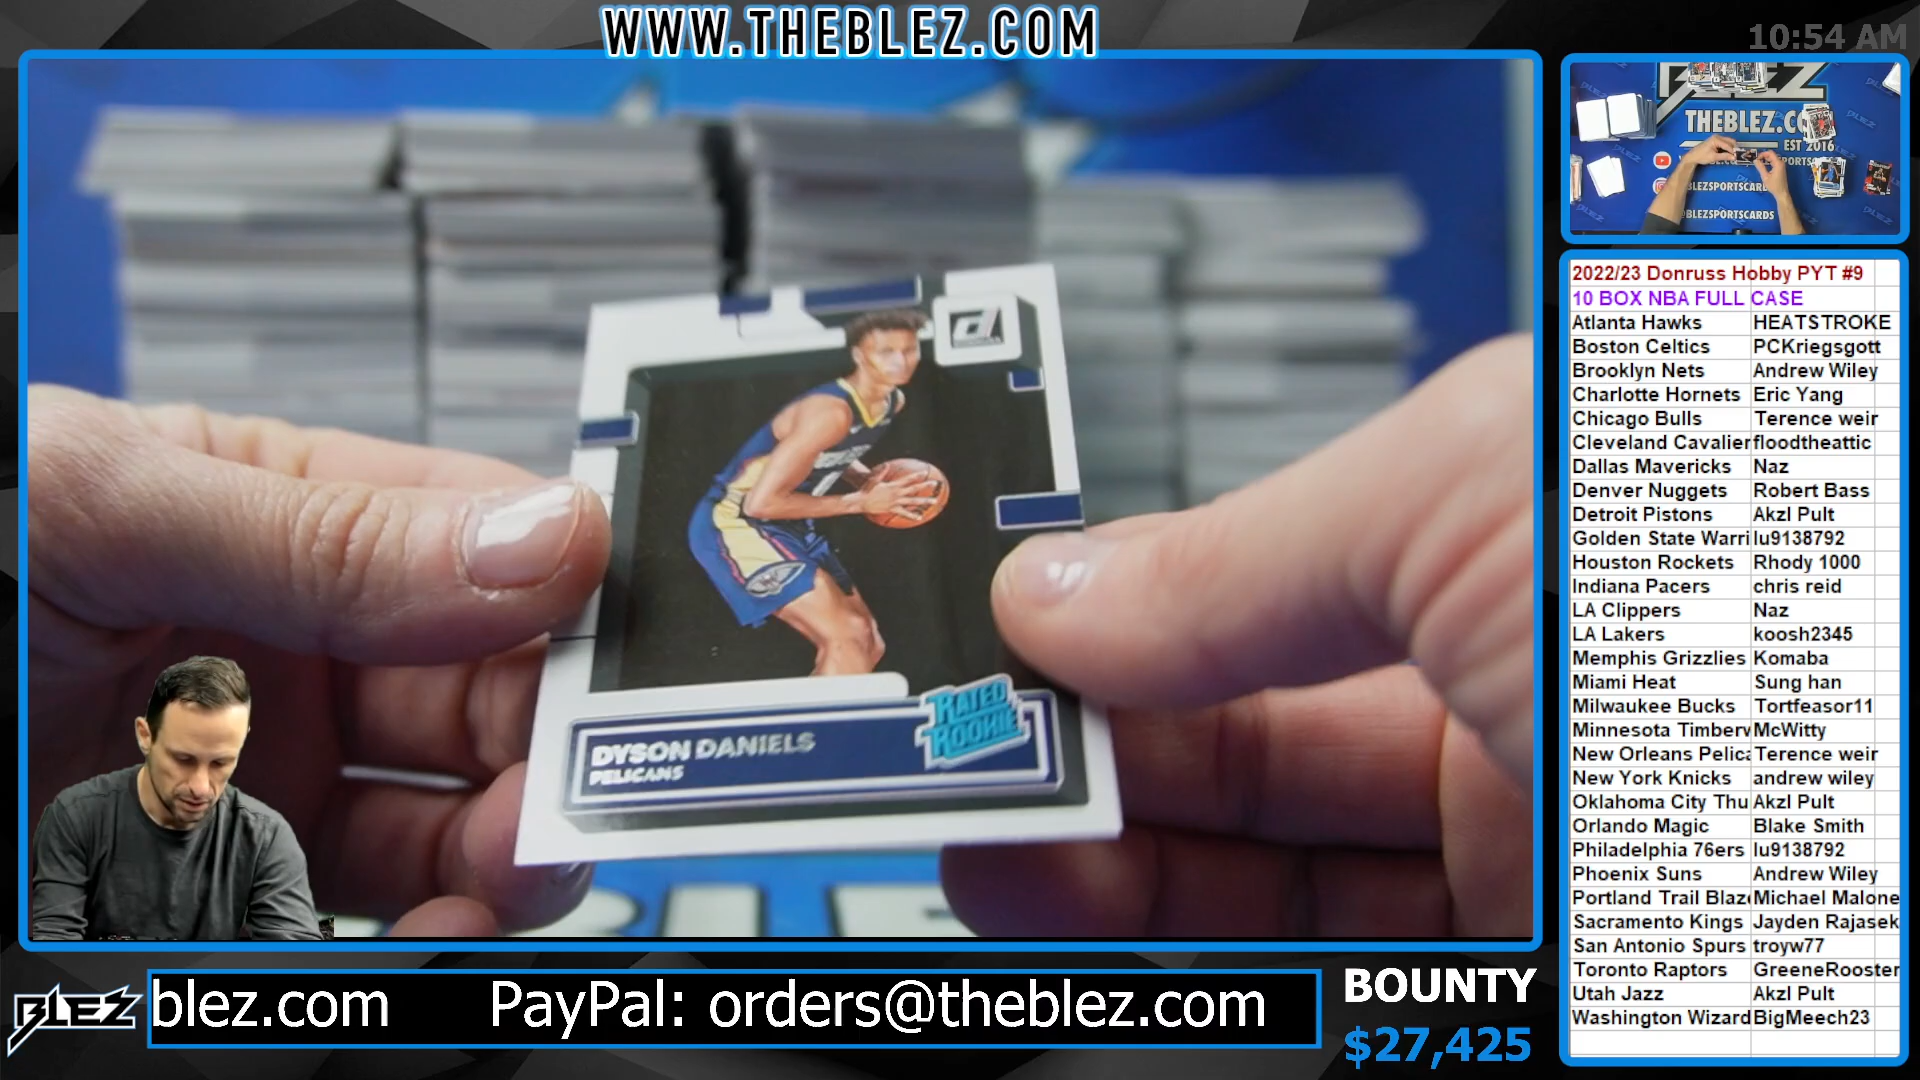 WWW.THEBLEZ.COM
10:54 AM
BLEZ
THEBLEZ.CO
EST 2016
BLEZSPORTSCARD
@BLEZSPORTSCARDS
DYSON DANIELS
PELICANS
RATED
ROOKIE
2022/23 Donruss Hobby PYT #9
10 BOX NBA FULL CASE
Atlanta Hawks HEATSTROKE
Boston Celtics PCKriegsgott
Brooklyn Nets Andrew Wiley
Charlotte Hornets Eric Yang
Chicago Bulls Terence weir
Cleveland Cavalier floodtheattic
Dallas Mavericks Naz
Denver Nuggets Robert Bass
Detroit Pistons Akzl Pult
Golden State Warri lu9138792
Houston Rockets Rhody 1000
Indiana Pacers chris reid
LA Clippers Naz
LA Lakers koosh2345
Memphis Grizzlies Komaba
Miami Heat Sung han
Milwaukee Bucks Tortfeasor11
Minnesota Timberv McWitty
New Orleans Pelica Terence weir
New York Knicks andrew wiley
Oklahoma City Thu Akzl Pult
Orlando Magic Blake Smith
Philadelphia 76ers lu9138792
Phoenix Suns Andrew Wiley
Portland Trail Blaze Michael Malone
Sacramento Kings Jayden Rajasek
San Antonio Spurs troyw77
Toronto Raptors GreeneRooster
Utah Jazz Akzl Pult
Washington Wizard BigMeech23
BLEZ
blez.com PayPal: orders@theblez.com
BOUNTY
$27,425